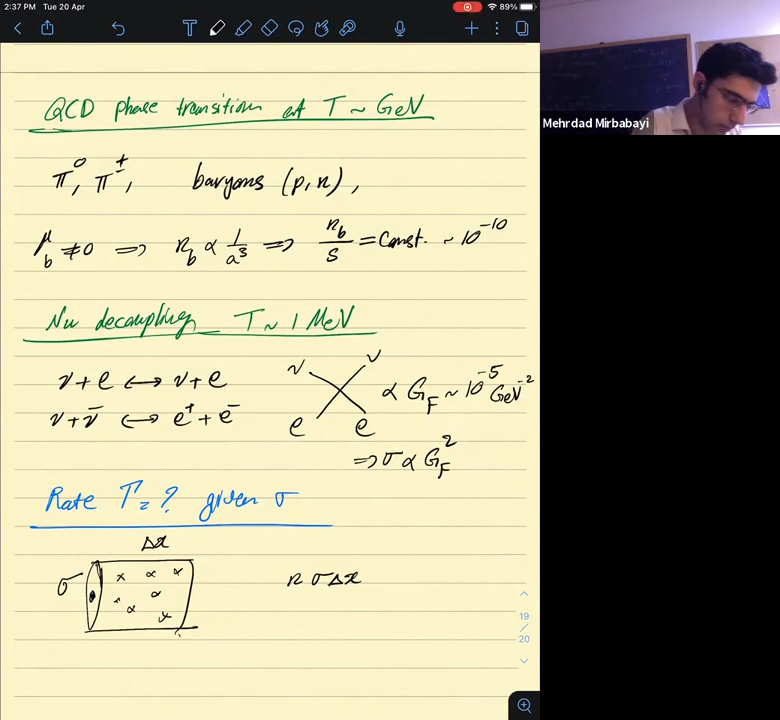 2:37 PM Tue 20 Apr
89%
QCD phase transition at T ~ GeV
π⁰, π±, baryons (p,n),
μ_b ≠ 0 ⟹ n_b ∝ 1/a³ ⟹ n_b/s = Const. ~ 10⁻¹⁰
Nu decoupling T ~ 1 MeV
ν + e ⟷ ν + e
ν + ν̄ ⟷ e⁺ + e⁻
ν ν
e e
∝ G_F ~ 10⁻⁵ GeV⁻²
⟹ σ ∝ G_F²
Rate Γ = ? given σ
Δx
σ
n σ Δx
19
/
20
Mehrdad Mirbabayi